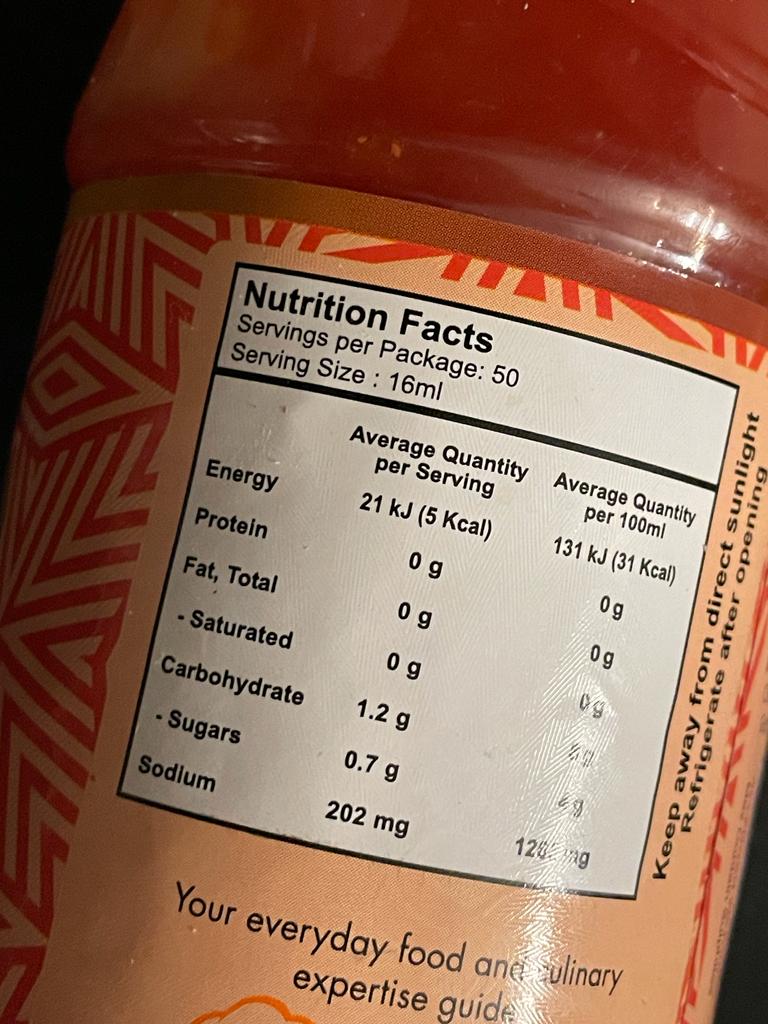 Nutrition Facts
Servings per Package: 50
Serving Size : 16ml
Average Quantity per Serving Average Quantity per 100ml
Energy 21 kJ (5 Kcal) 131 kJ (31 Kcal)
Protein 0 g 0 g
Fat, Total 0 g 0 g
- Saturated 0 g 0 g
Carbohydrate 1.2 g
- Sugars 0.7 g
Sodium 202 mg
Keep away from direct sunlight
Refrigerate after opening
Your everyday food and culinary
expertise guide